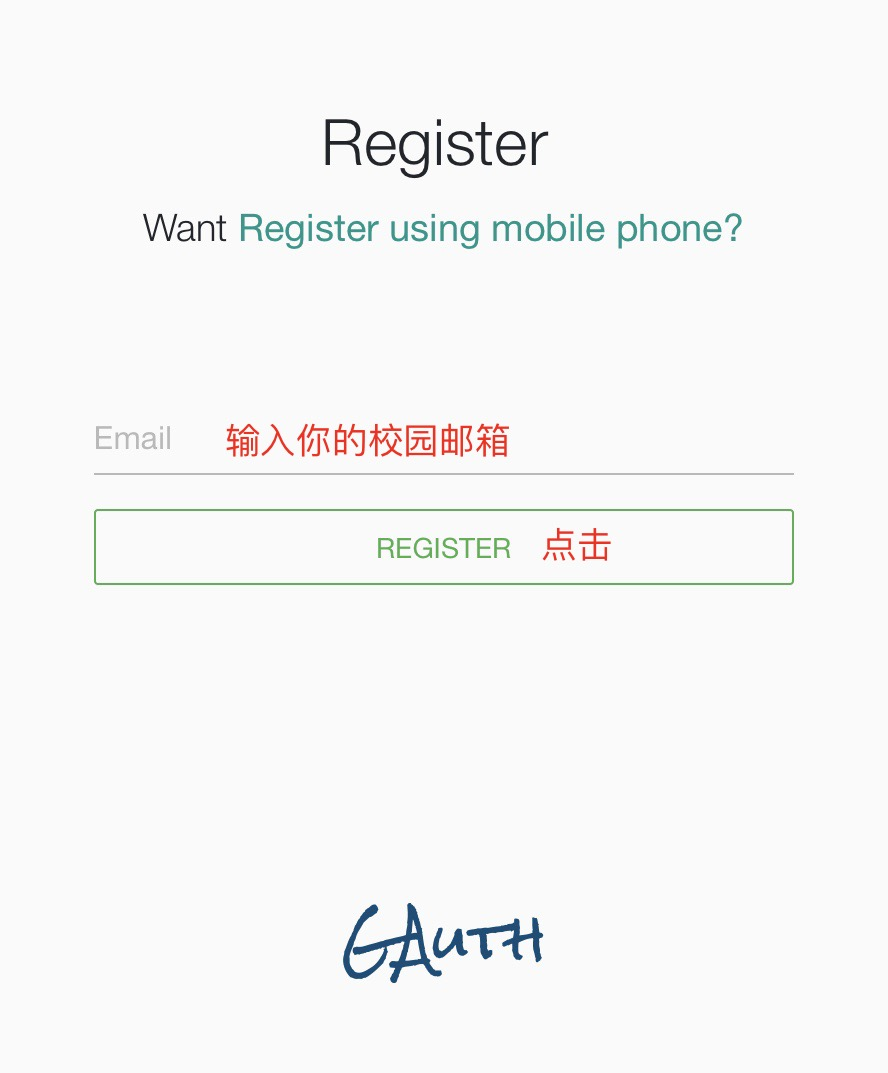 Register
Want Register using mobile phone?
Email 输入你的校园邮箱
REGISTER 点击
GAUTH